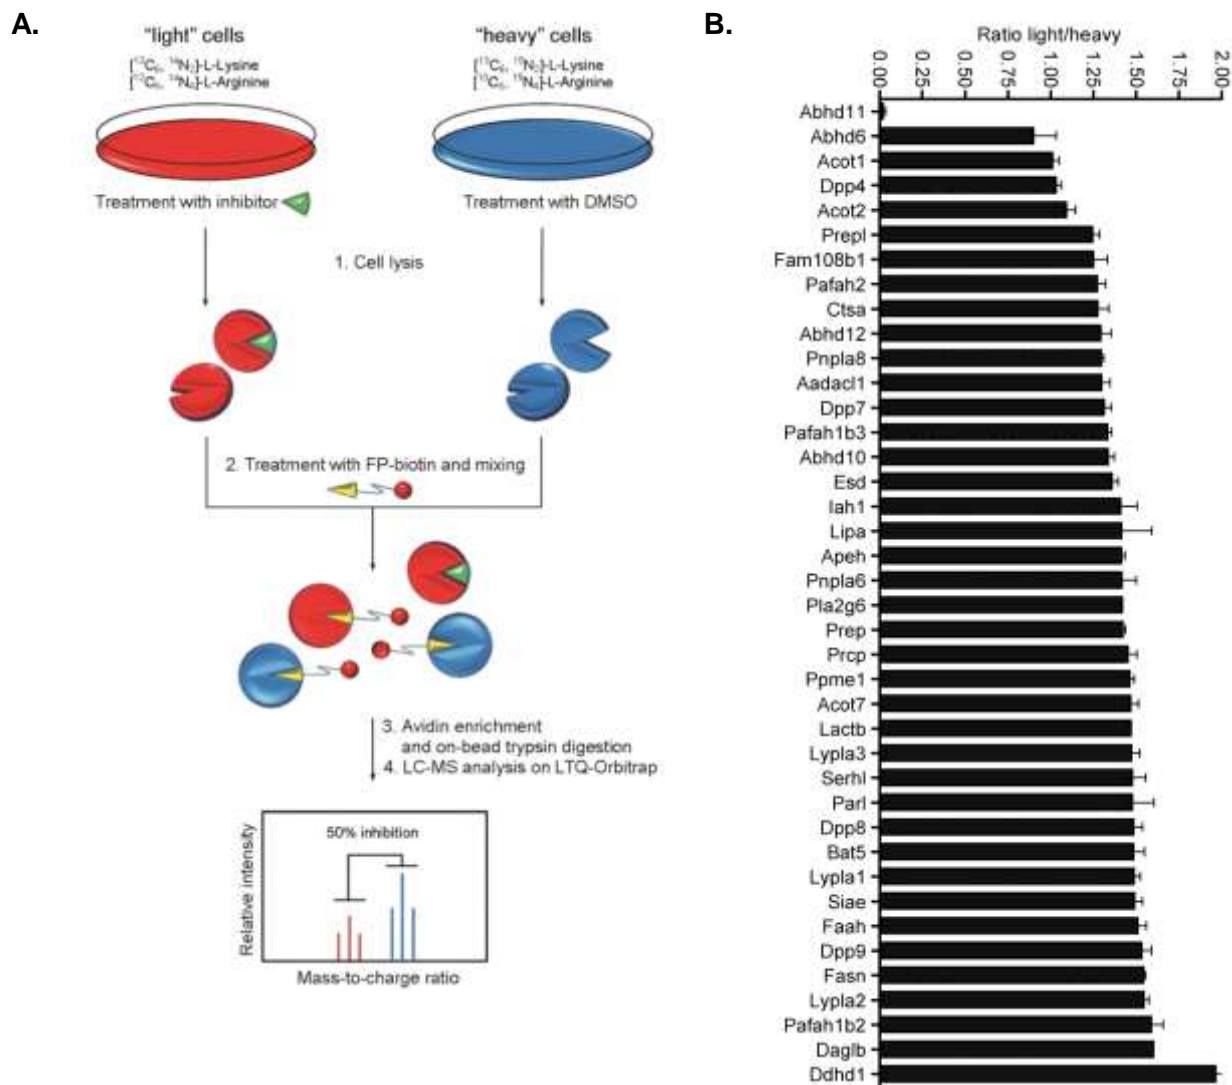 A.
"light" cells
[¹²C₆, ¹⁴N₂]-L-Lysine
[¹²C₆, ¹⁴N₄]-L-Arginine
"heavy" cells
[¹³C₆, ¹⁵N₂]-L-Lysine
[¹³C₆, ¹⁵N₄]-L-Arginine
Treatment with inhibitor
Treatment with DMSO
1. Cell lysis
2. Treatment with FP-biotin and mixing
3. Avidin enrichment
and on-bead trypsin digestion
4. LC-MS analysis on LTQ-Orbitrap
Relative intensity
50% inhibition
Mass-to-charge ratio
B.
Ratio light/heavy
0.00
0.25
0.50
0.75
1.00
1.25
1.50
1.75
2.00
Abhd11
Abhd6
Acot1
Dpp4
Acot2
Prepl
Fam108b1
Pafah2
Ctsa
Abhd12
Pnpla8
Aadacl1
Dpp7
Pafah1b3
Abhd10
Esd
Iah1
Lipa
Apeh
Pnpla6
Pla2g6
Prep
Prcp
Ppme1
Acot7
Lactb
Lypla3
Serhl
Parl
Dpp8
Bat5
Lypla1
Siae
Faah
Dpp9
Fasn
Lypla2
Pafah1b2
Daglb
Ddhd1